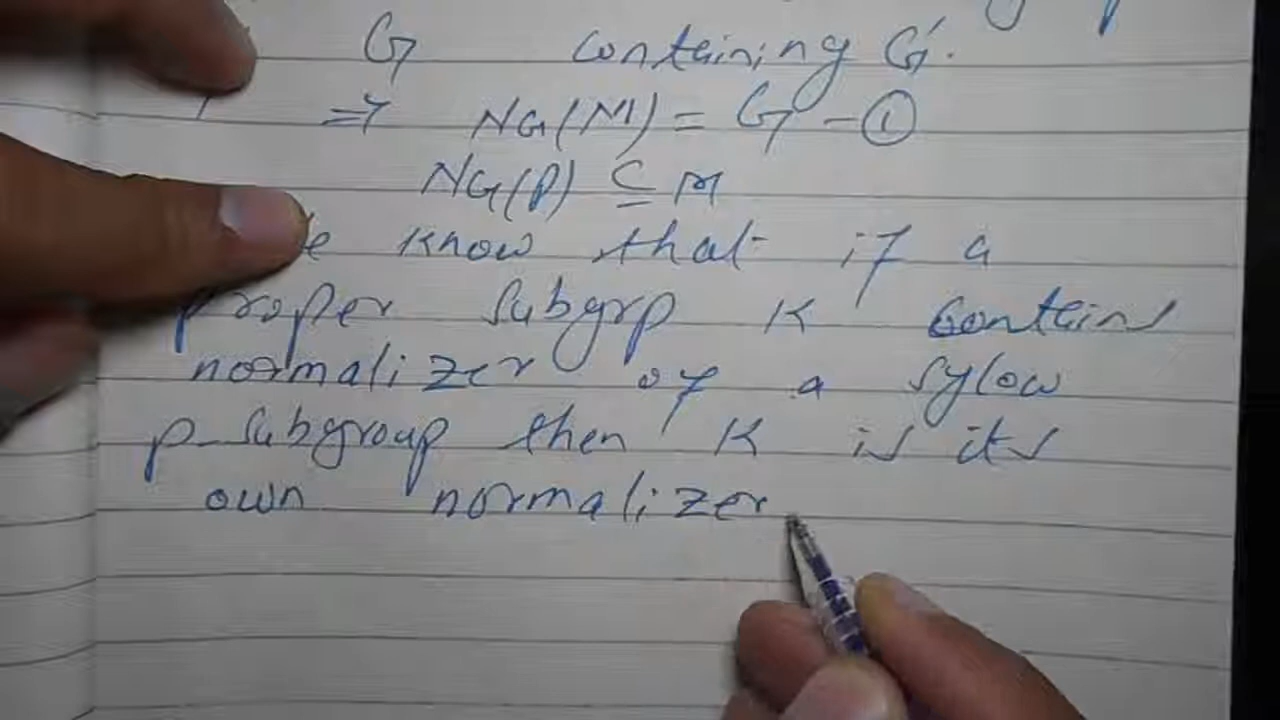 G containing G'.
=> NG(M) = G - ①
NG(P) ⊆ M
know that if a
proper subgrp K contains
normalizer of a sylow
p-subgroup then K is its
own normalizer